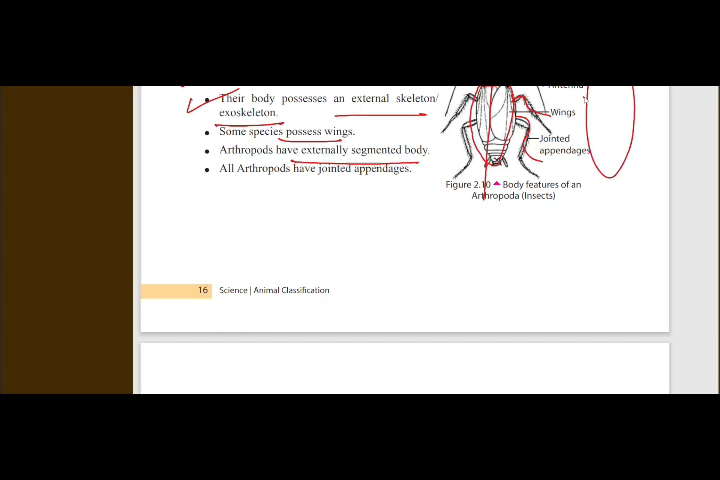 Antenna
• Their body possesses an external skeleton/
exoskeleton.
Wings
• Some species possess wings.
Jointed
appendages
• Arthropods have externally segmented body.
• All Arthropods have jointed appendages.
Figure 2.10 Body features of an
Arthropoda (Insects)
16 Science | Animal Classification